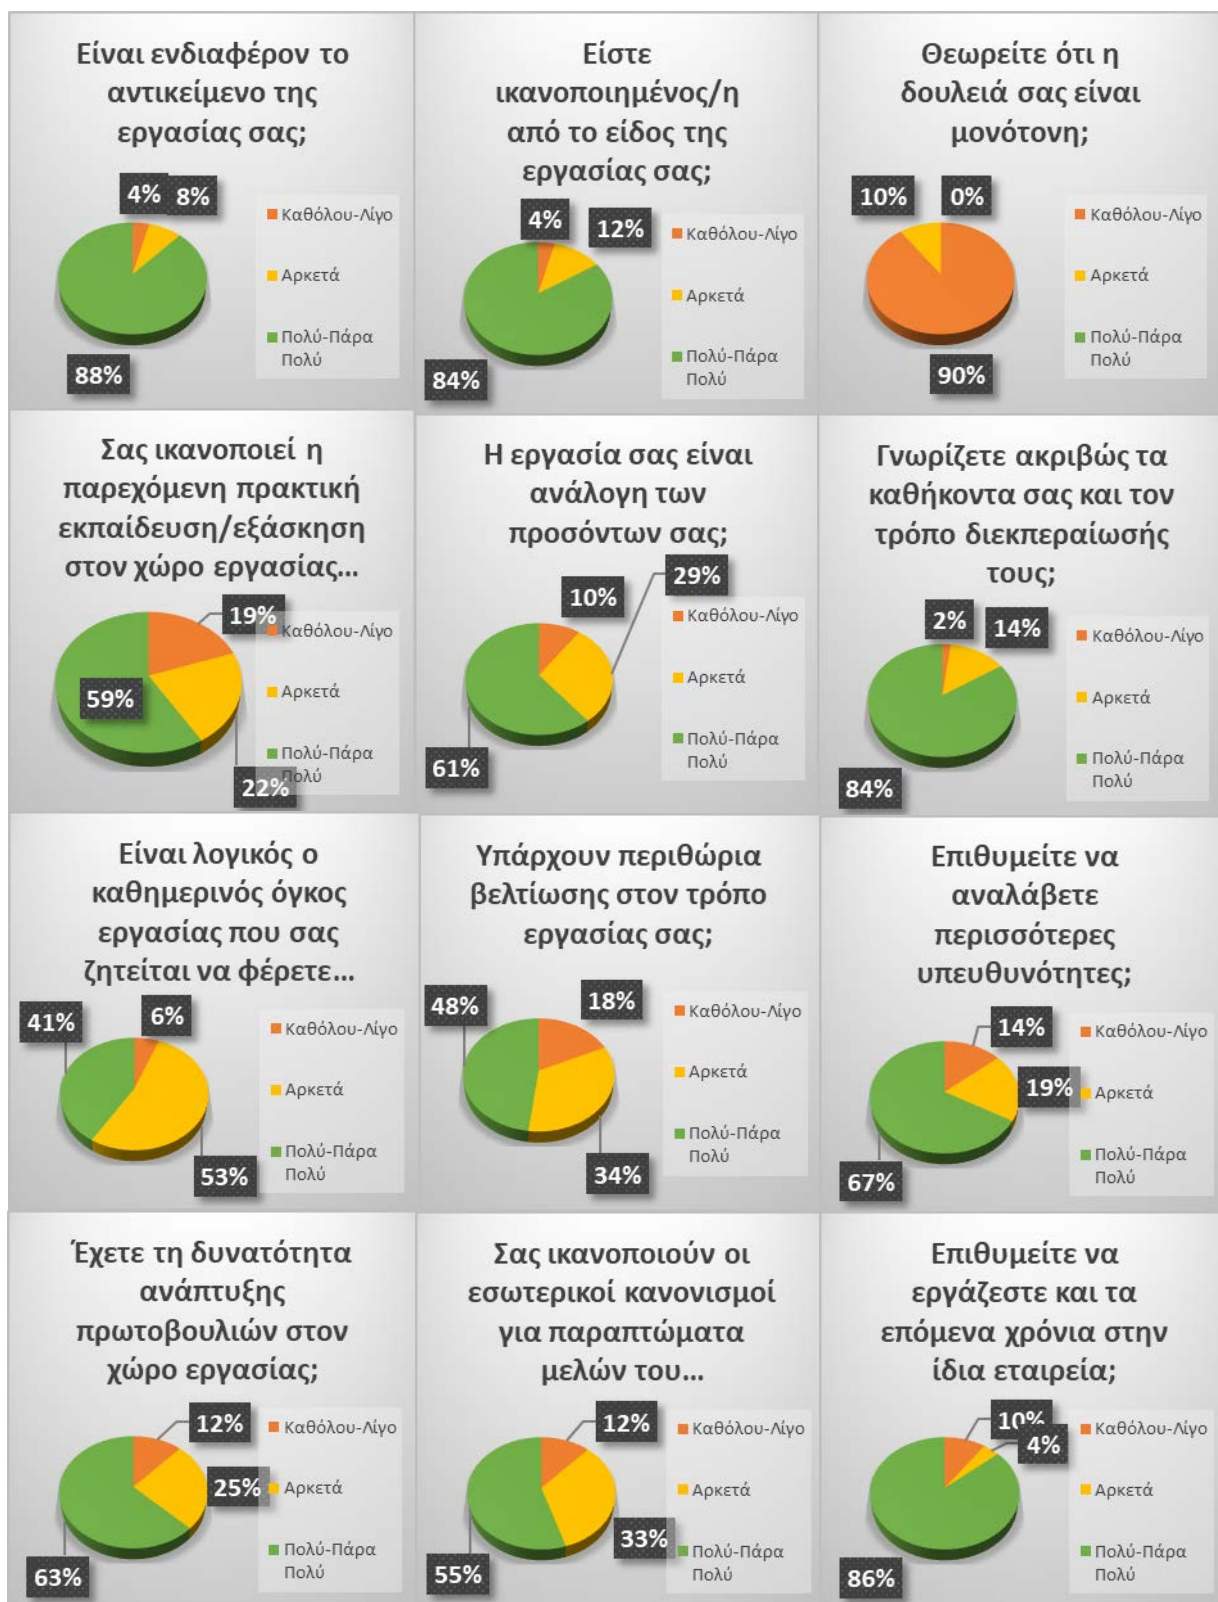 Είναι ενδιαφέρον το
αντικείμενο της
εργασίας σας;
4%
8%
88%
Καθόλου-Λίγο
Αρκετά
Πολύ-Πάρα
Πολύ
Είστε
ικανοποιημένος/η
από το είδος της
εργασίας σας;
4%
12%
84%
Καθόλου-Λίγο
Αρκετά
Πολύ-Πάρα
Πολύ
Θεωρείτε ότι η
δουλειά σας είναι
μονότονη;
10%
0%
90%
Καθόλου-Λίγο
Αρκετά
Πολύ-Πάρα
Πολύ
Σας ικανοποιεί η
παρεχόμενη πρακτική
εκπαίδευση/εξάσκηση
στον χώρο εργασίας...
19%
59%
22%
Καθόλου-Λίγο
Αρκετά
Πολύ-Πάρα
Πολύ
Η εργασία σας είναι
ανάλογη των
προσόντων σας;
10%
29%
61%
Καθόλου-Λίγο
Αρκετά
Πολύ-Πάρα
Πολύ
Γνωρίζετε ακριβώς τα
καθήκοντα σας και τον
τρόπο διεκπεραίωσής
τους;
2%
14%
84%
Καθόλου-Λίγο
Αρκετά
Πολύ-Πάρα
Πολύ
Είναι λογικός ο
καθημερινός όγκος
εργασίας που σας
ζητείται να φέρετε...
41%
6%
53%
Καθόλου-Λίγο
Αρκετά
Πολύ-Πάρα
Πολύ
Υπάρχουν περιθώρια
βελτίωσης στον τρόπο
εργασίας σας;
48%
18%
34%
Καθόλου-Λίγο
Αρκετά
Πολύ-Πάρα
Πολύ
Επιθυμείτε να
αναλάβετε
περισσότερες
υπευθυνότητες;
14%
19%
67%
Καθόλου-Λίγο
Αρκετά
Πολύ-Πάρα
Πολύ
Έχετε τη δυνατότητα
ανάπτυξης
πρωτοβουλιών στον
χώρο εργασίας;
12%
25%
63%
Καθόλου-Λίγο
Αρκετά
Πολύ-Πάρα
Πολύ
Σας ικανοποιούν οι
εσωτερικοί κανονισμοί
για παραπτώματα
μελών του...
12%
33%
55%
Καθόλου-Λίγο
Αρκετά
Πολύ-Πάρα
Πολύ
Επιθυμείτε να
εργάζεστε και τα
επόμενα χρόνια στην
ίδια εταιρεία;
10%
4%
86%
Καθόλου-Λίγο
Αρκετά
Πολύ-Πάρα
Πολύ